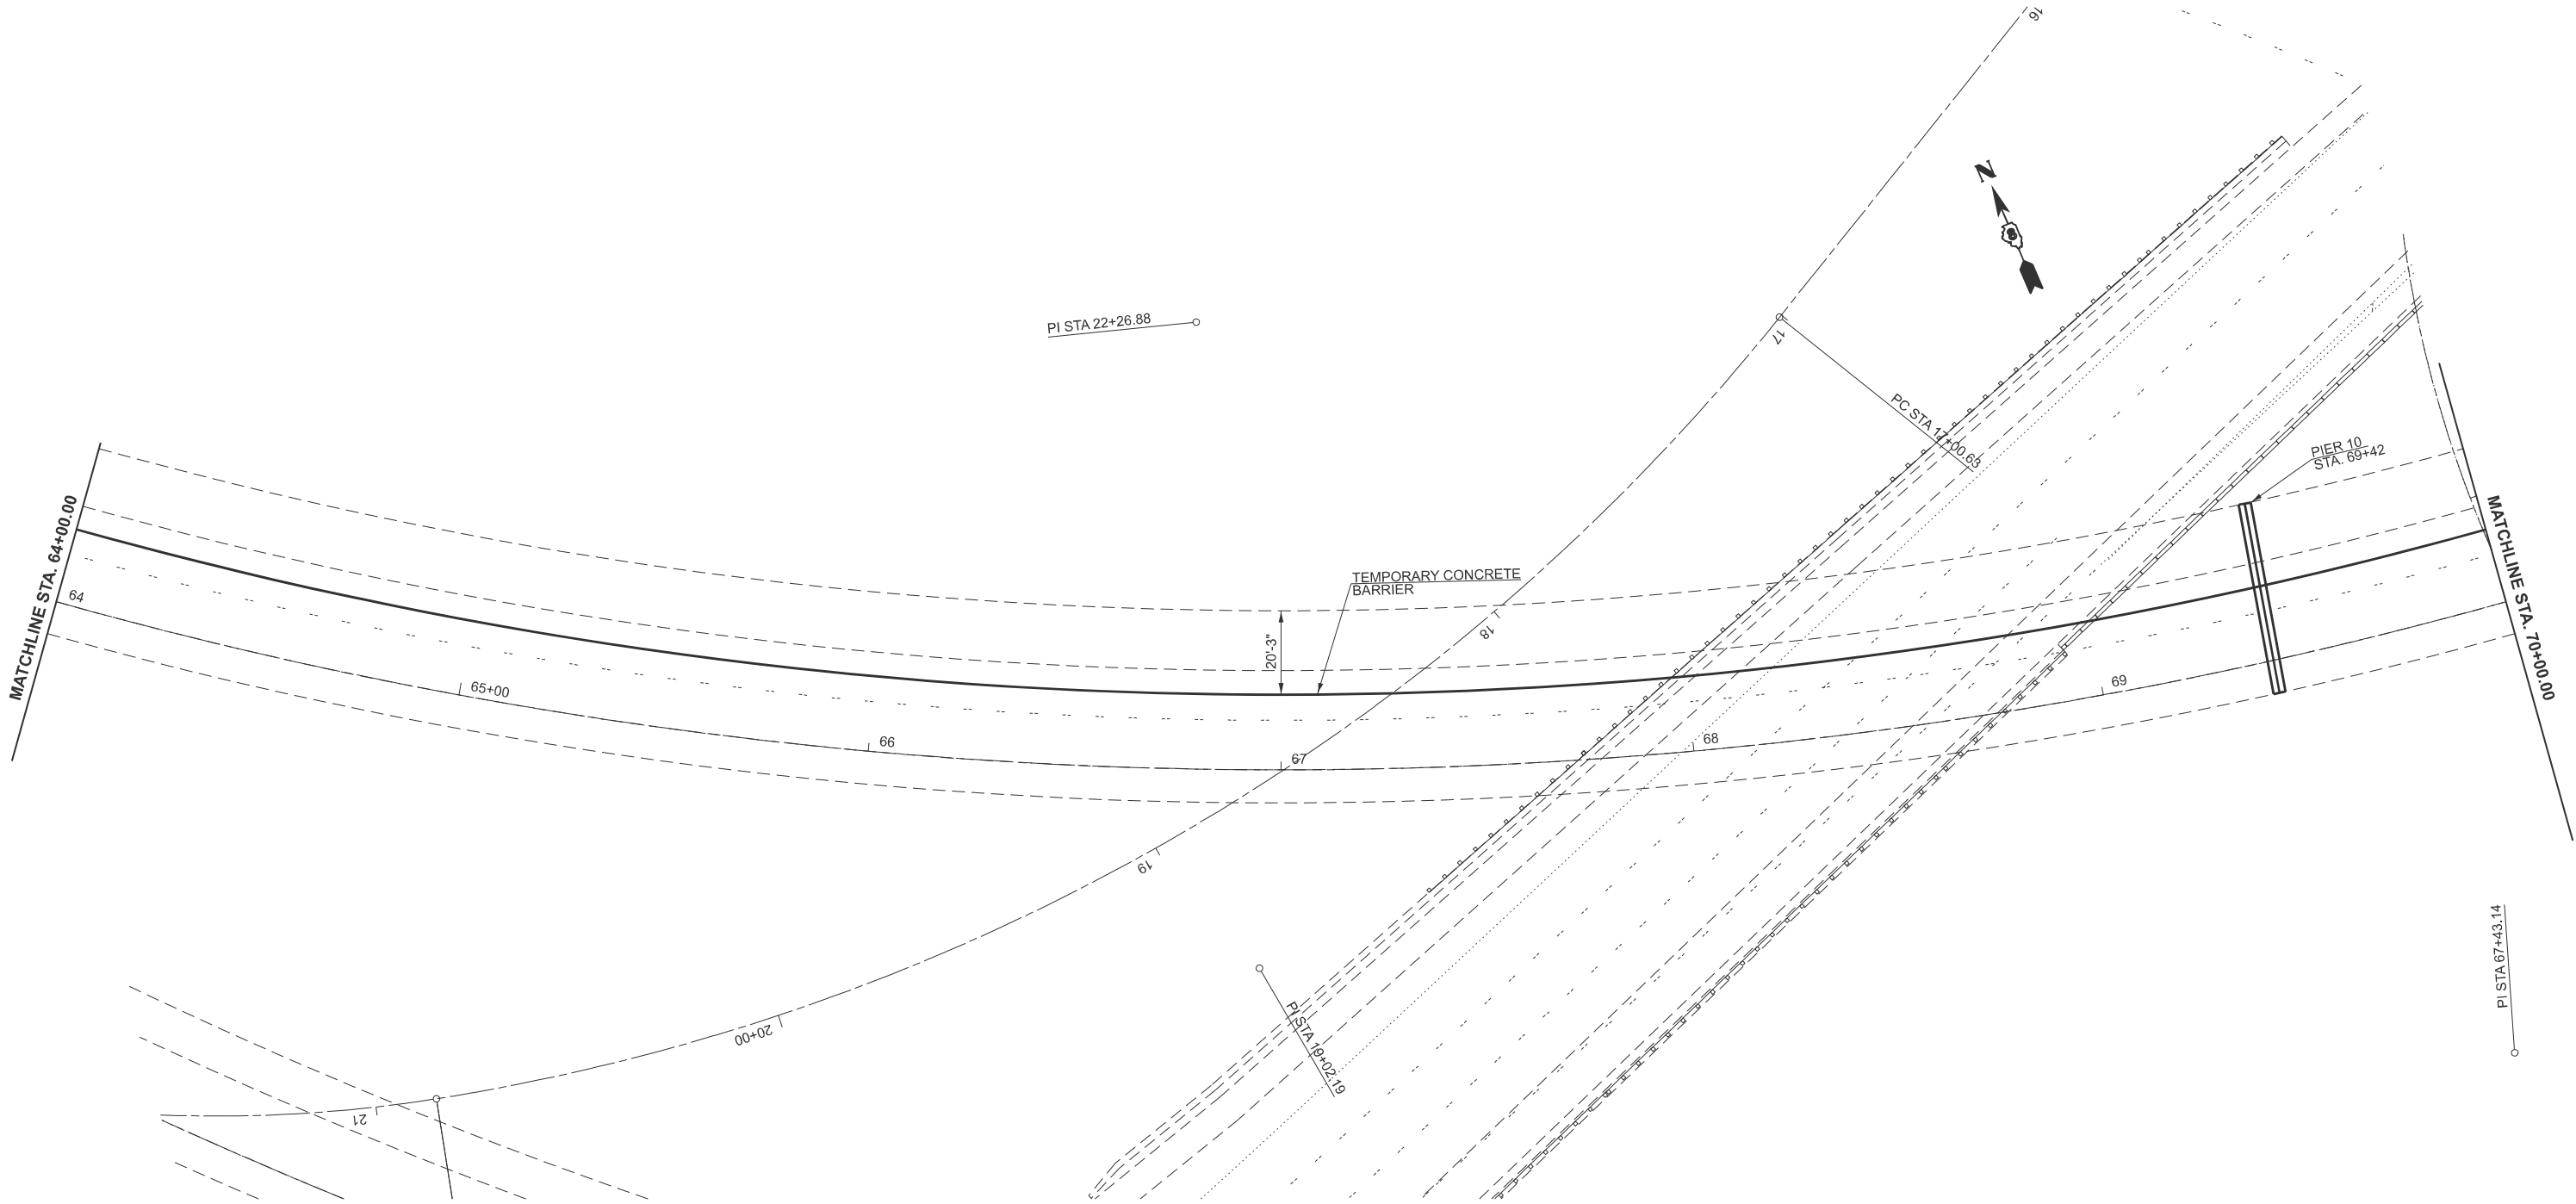 16
N
8
17
PI STA 22+26.88
PC STA 17+00.63
PIER 10
STA. 69+42
MATCHLINE STA. 64+00.00
MATCHLINE STA. 70+00.00
TEMPORARY CONCRETE
BARRIER
20'-3"
18
64
65+00
66
67
68
69
19
PI STA 67+43.14
PI STA 19+02.19
20+00
21